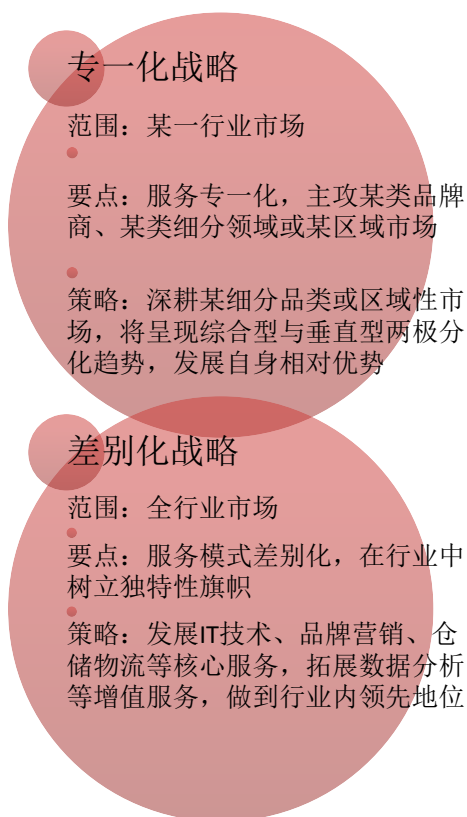 专一化战略
范围：某一行业市场
要点：服务专一化，主攻某类品牌
商、某类细分领域或某区域市场
策略：深耕某细分品类或区域性市
场，将呈现综合型与垂直型两极分
化趋势，发展自身相对优势
差别化战略
范围：全行业市场
要点：服务模式差别化，在行业中
树立独特性旗帜
策略：发展IT技术、品牌营销、仓
储物流等核心服务，拓展数据分析
等增值服务，做到行业内领先地位